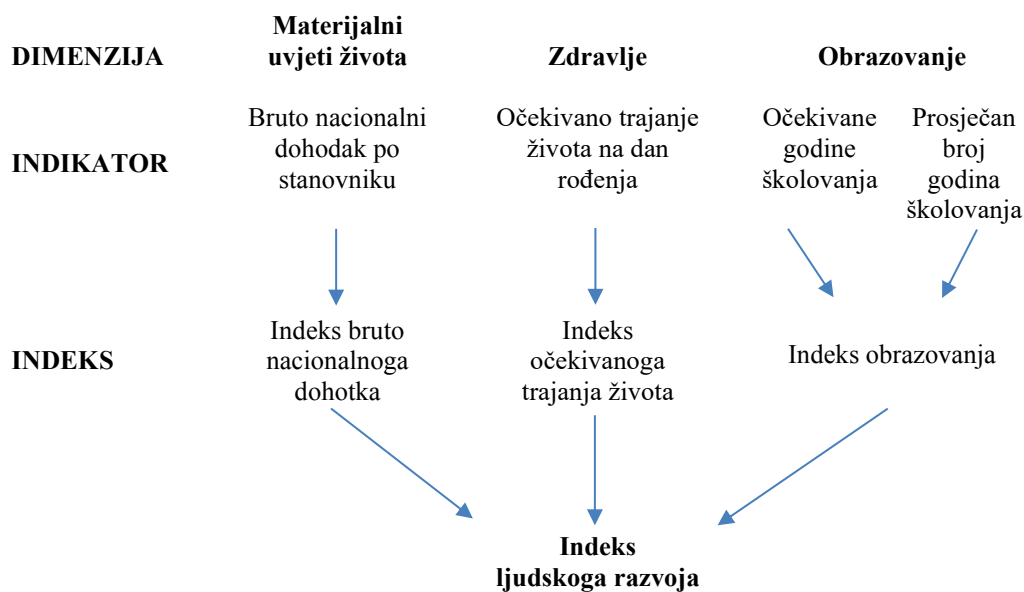 DIMENZIJA
Materijalni
uvjeti života
Zdravlje
Obrazovanje
INDIKATOR
Bruto nacionalni
dohodak po
stanovniku
Očekivano trajanje
života na dan
rođenja
Očekivane
godine
školovanja
Prosječan
broj
godina
školovanja
INDEKS
Indeks bruto
nacionalnoga
dohotka
Indeks
očekivanoga
trajanja života
Indeks obrazovanja
Indeks
ljudskoga razvoja